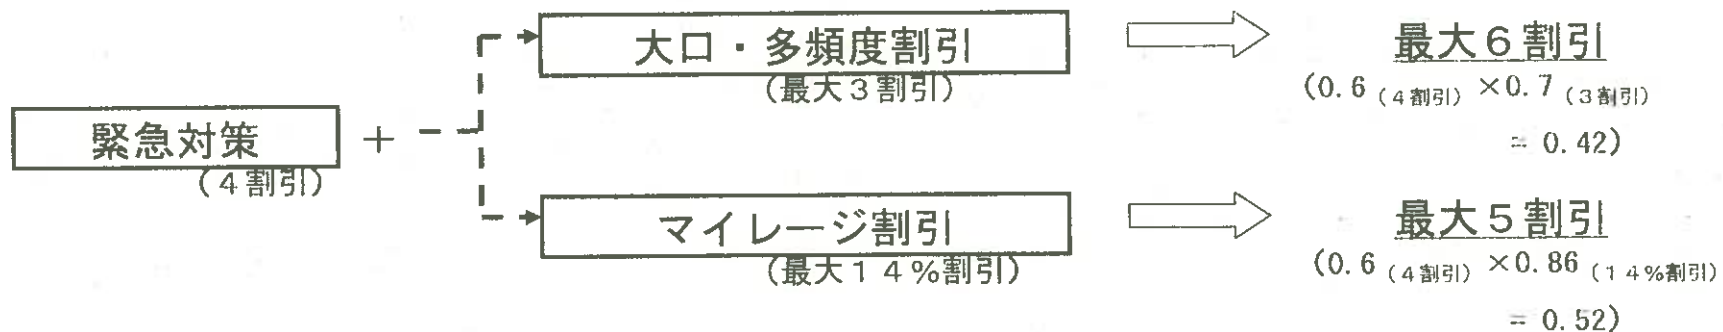 緊急対策
(4割引)
+
大口・多頻度割引
(最大3割引)
最大6割引
(0.6 (4割引) ×0.7 (3割引)
= 0.42)
マイレージ割引
(最大14%割引)
最大5割引
(0.6 (4割引) ×0.86 (14%割引)
= 0.52)